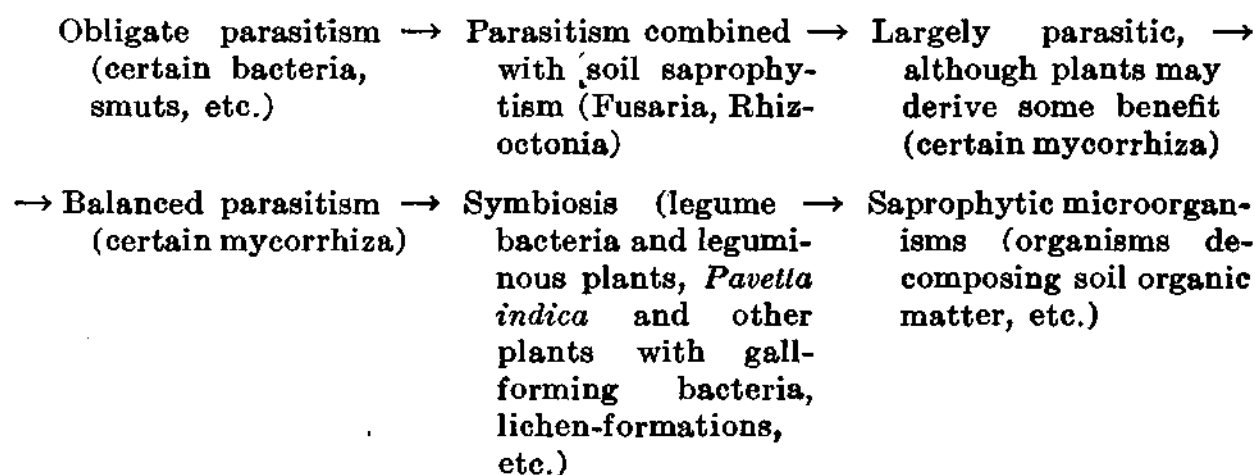 Obligate parasitism →
(certain bacteria,
smuts, etc.)
Parasitism combined →
with soil saprophy-
tism (Fusaria, Rhiz-
octonia)
Largely parasitic, →
although plants may
derive some benefit
(certain mycorrhiza)
→ Balanced parasitism →
(certain mycorrhiza)
Symbiosis (legume →
bacteria and legumi-
nous plants, Pavetta
indica and other
plants with gall-
forming bacteria,
lichen-formations,
etc.)
Saprophytic microorgan-
isms (organisms de-
composing soil organic
matter, etc.)